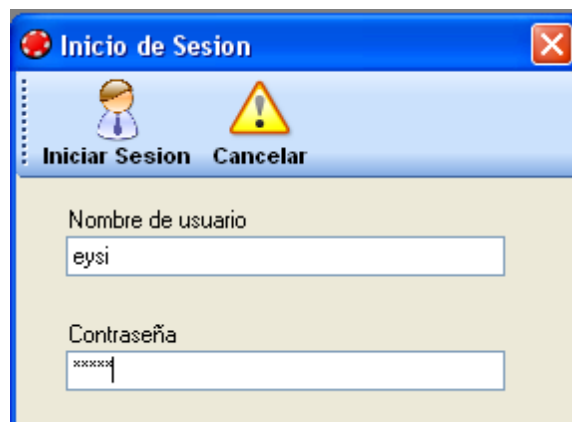 Inicio de Sesion
Iniciar Sesion Cancelar
Nombre de usuario
eysi
Contraseña
*****